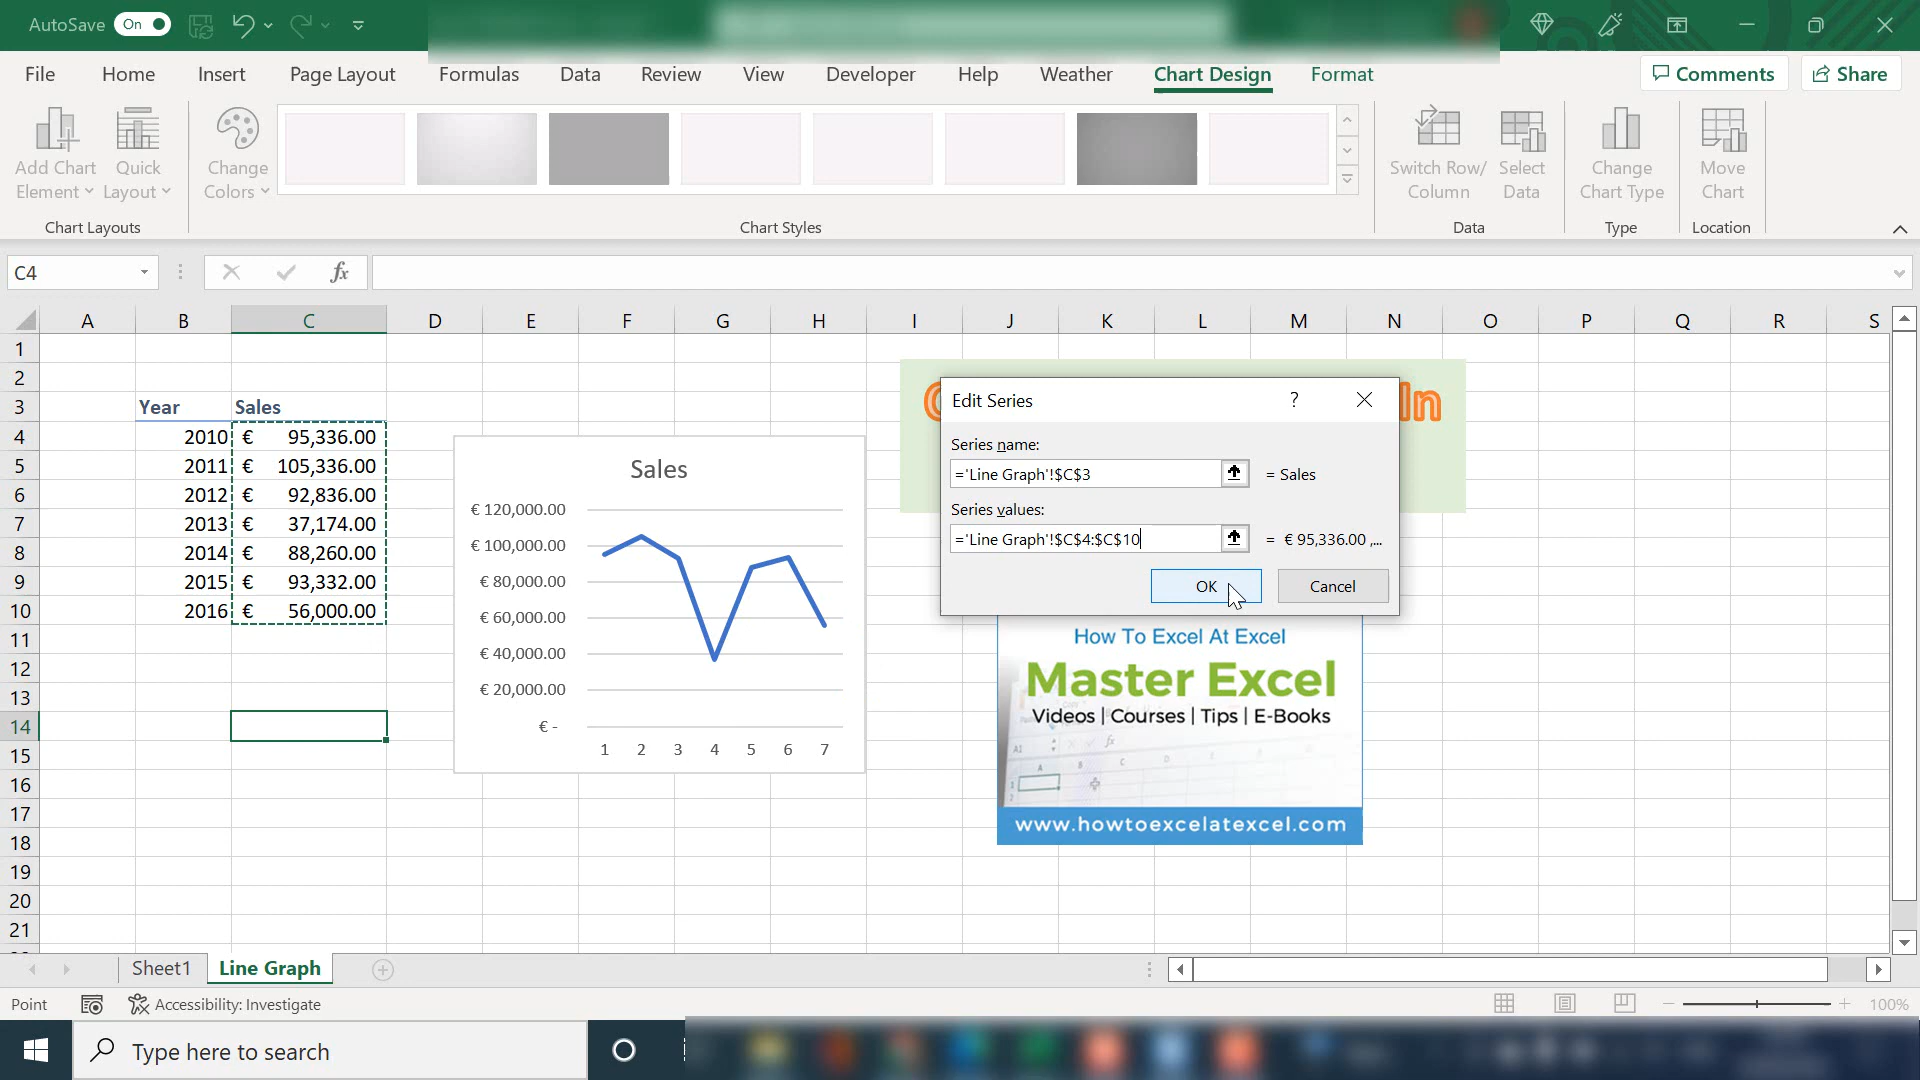 AutoSave On
File Home Insert Page Layout Formulas Data Review View Developer Help Weather Chart Design Format Comments Share
Add Chart Element
Quick Layout
Change Colors
Switch Row/ Column
Select Data
Change Chart Type
Move Chart
Chart Layouts Chart Styles Data Type Location
C4 fx
A B C D E F G H I J K L M N O P Q R S
1
2
3 Year Sales
4 2010 € 95,336.00
5 2011 € 105,336.00
6 2012 € 92,836.00
7 2013 € 37,174.00
8 2014 € 88,260.00
9 2015 € 93,332.00
10 2016 € 56,000.00
11
12
13
14
15
16
17
18
19
20
21
Sales
€ 120,000.00
€ 100,000.00
€ 80,000.00
€ 60,000.00
€ 40,000.00
€ 20,000.00
€ -
1 2 3 4 5 6 7
In
Edit Series ?
Series name:
='Line Graph'!$C$3 = Sales
Series values:
='Line Graph'!$C$4:$C$10 = € 95,336.00 ,...
OK Cancel
How To Excel At Excel
Master Excel
Videos | Courses | Tips | E-Books
A1 fx
A B C D E F
1
2
www.howtoexcelatexcel.com
Sheet1 Line Graph
Point Accessibility: Investigate 100%
Type here to search